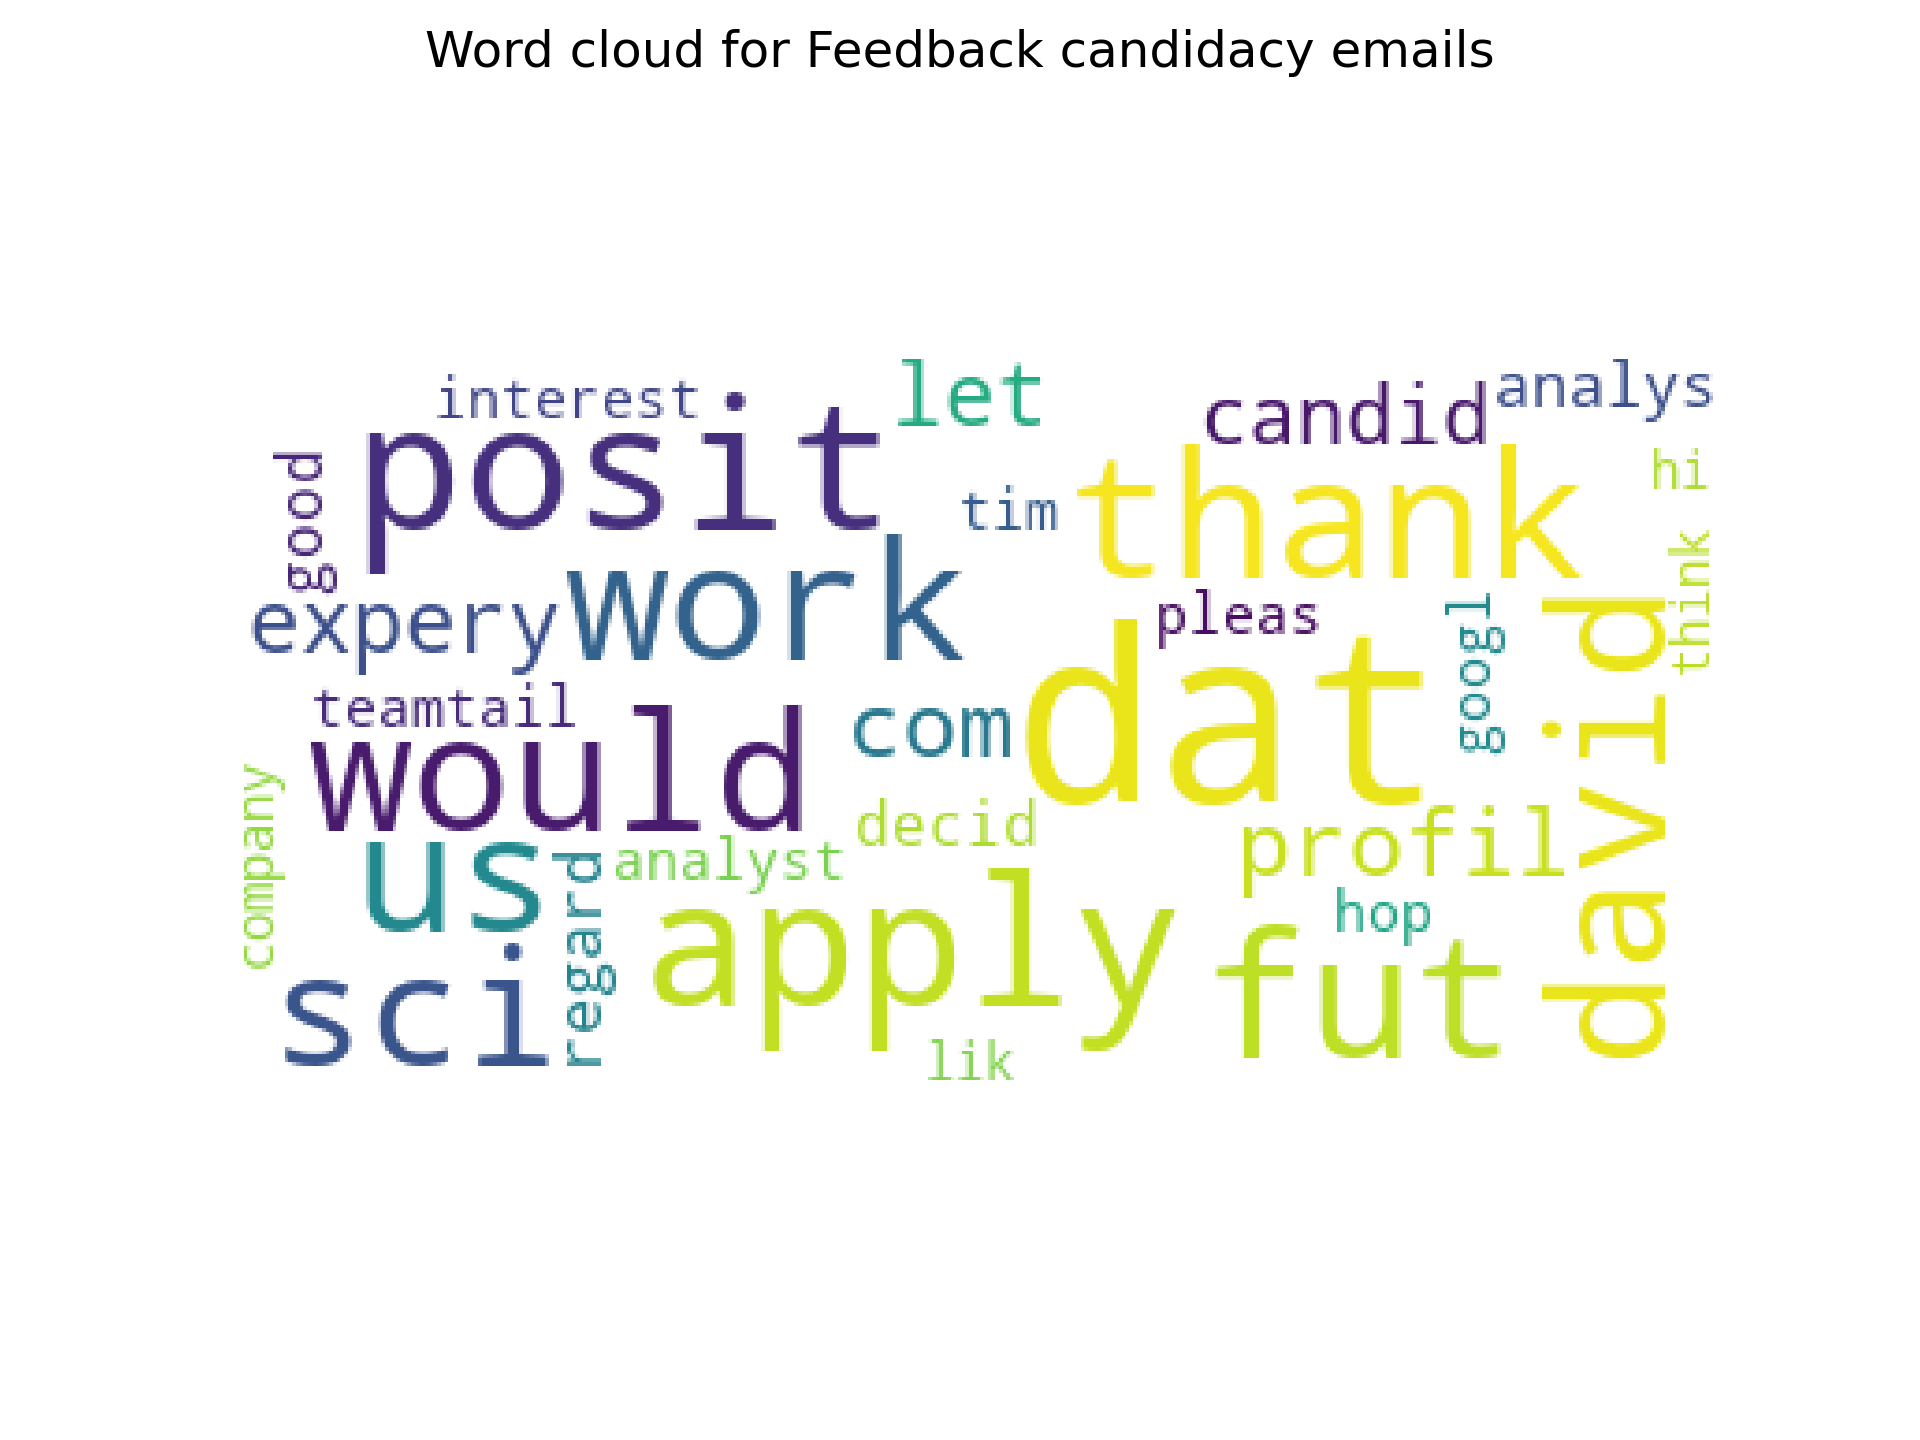 Word cloud for Feedback candidacy emails
interest
let
candid
analys
posit
good
tim
thank
hi
work
expery
pleas
googl
think
david
teamtail
would
com
dat
company
us
analyst
decid
profil
regard
apply
hop
fut
sci
lik